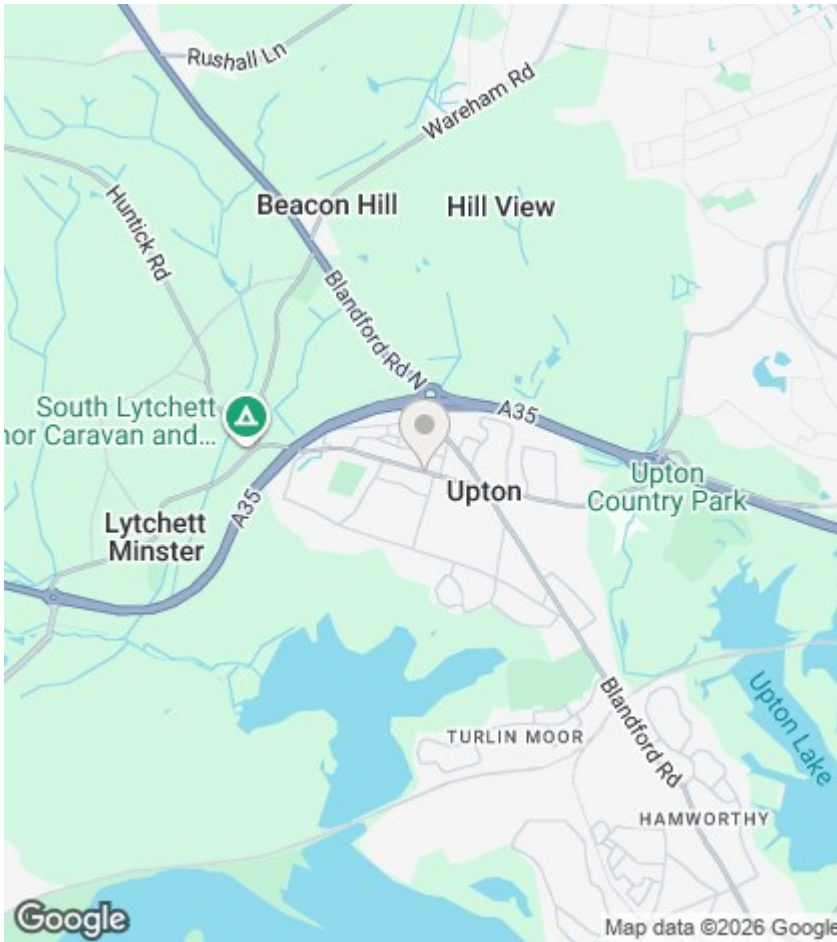 Rushall Ln
Wareham Rd
Beacon Hill
Hill View
Huntick Rd
Blandford Rd N
South Lytchett
nor Caravan and...
A35
A35
Upton
Upton
Country Park
Lytchett
Minster
Upton Lake
Blandford Rd
TURLIN MOOR
HAMWORTHY
Google
Map data ©2026 Google